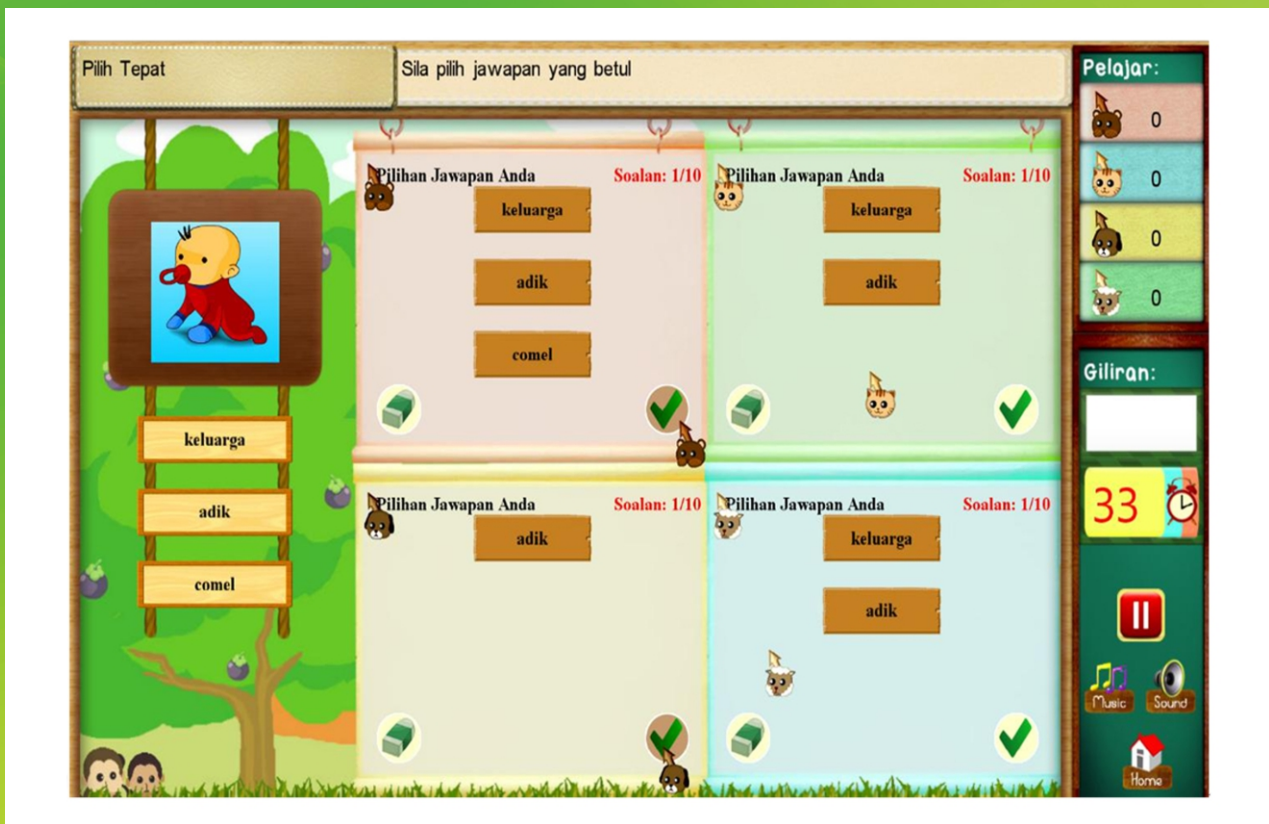 Pilih Tepat
Sila pilih jawapan yang betul
keluarga
adik
comel
Pilihan Jawapan Anda Soalan: 1/10
keluarga
adik
comel
Pilihan Jawapan Anda Soalan: 1/10
keluarga
adik
Pilihan Jawapan Anda Soalan: 1/10
adik
Pilihan Jawapan Anda Soalan: 1/10
keluarga
adik
Pelajar:
0
0
0
0
Giliran:
33
Music Sound
Home